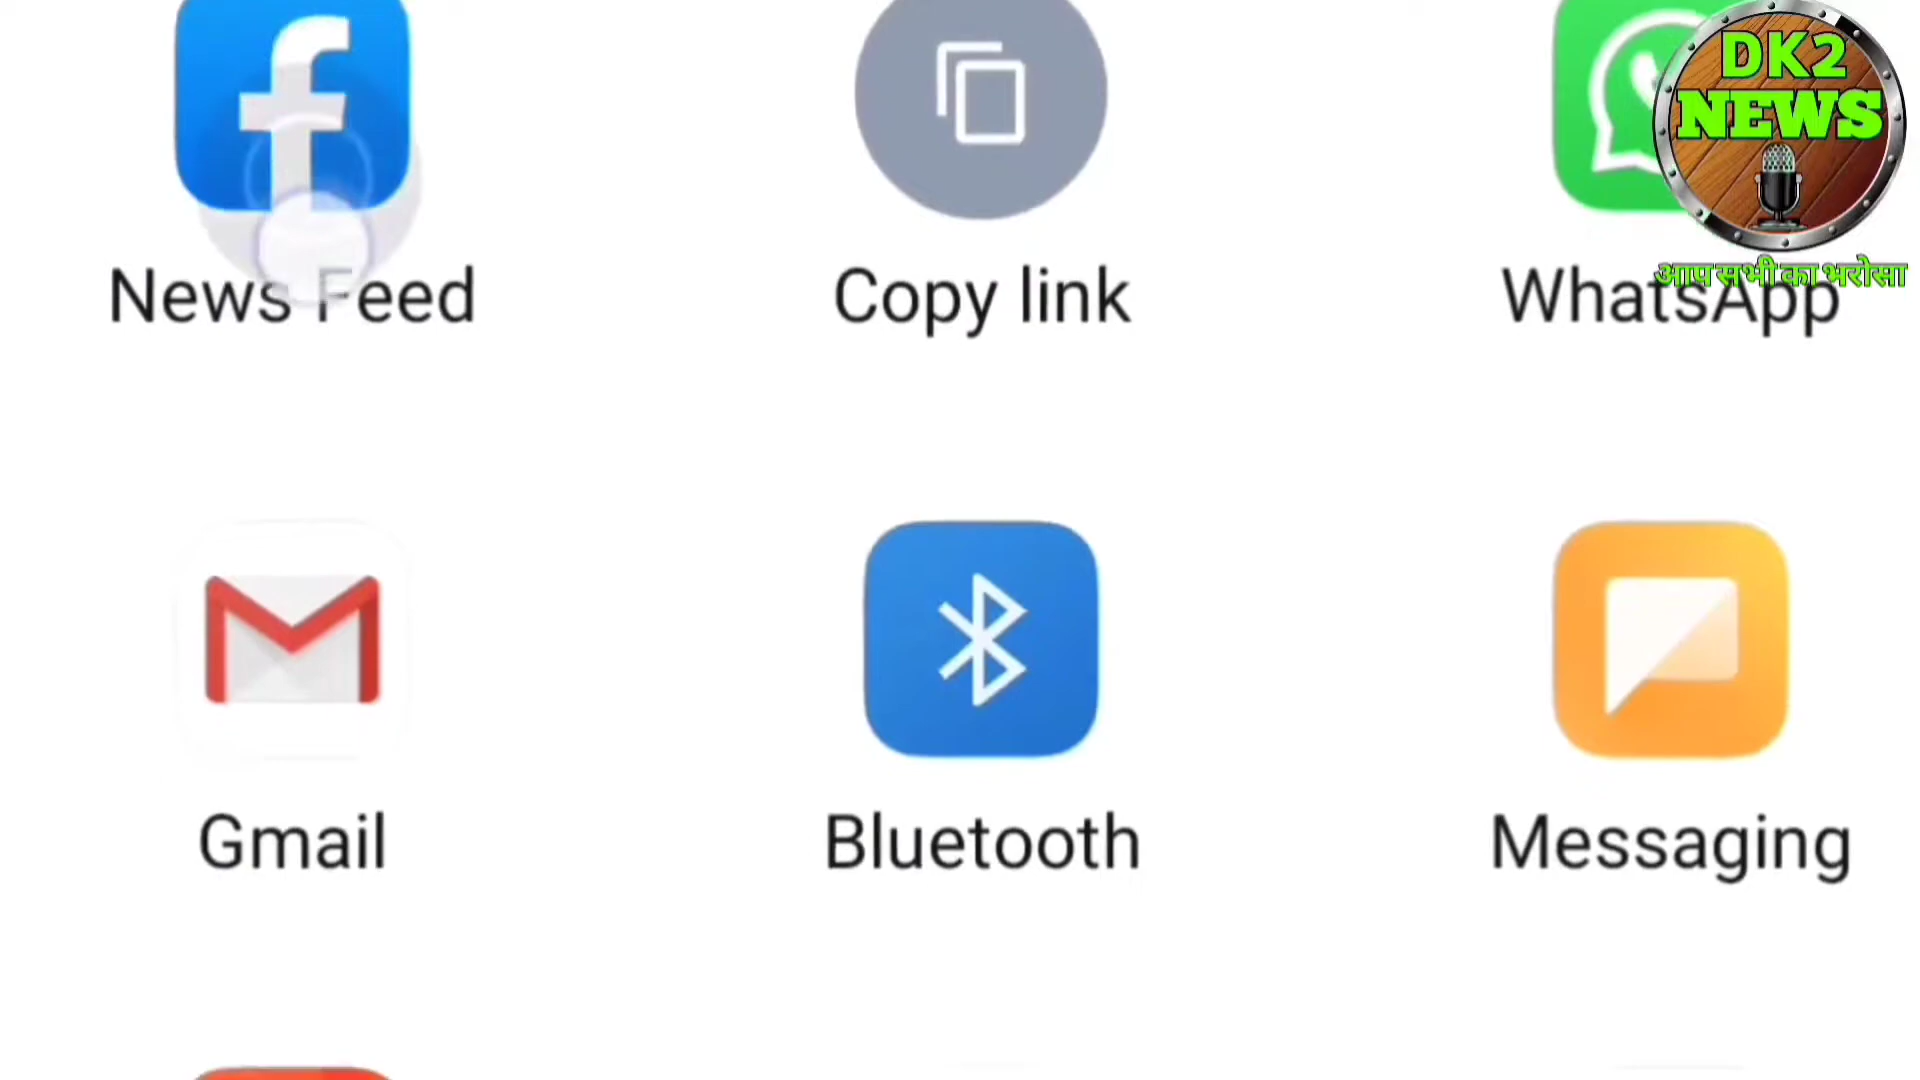 DK2
NEWS
आप सभी का भरोसा
News Feed
Copy link
WhatsApp
Gmail
Bluetooth
Messaging